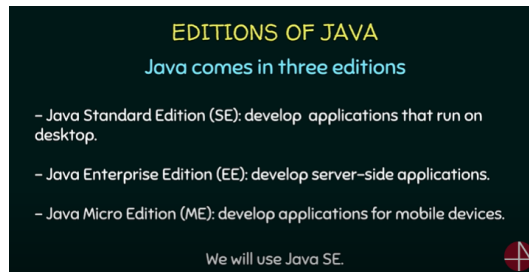 EDITIONS OF JAVA
Java comes in three editions
- Java Standard Edition (SE): develop applications that run on
desktop.
- Java Enterprise Edition (EE): develop server-side applications.
- Java Micro Edition (ME): develop applications for mobile devices.
We will use Java SE.